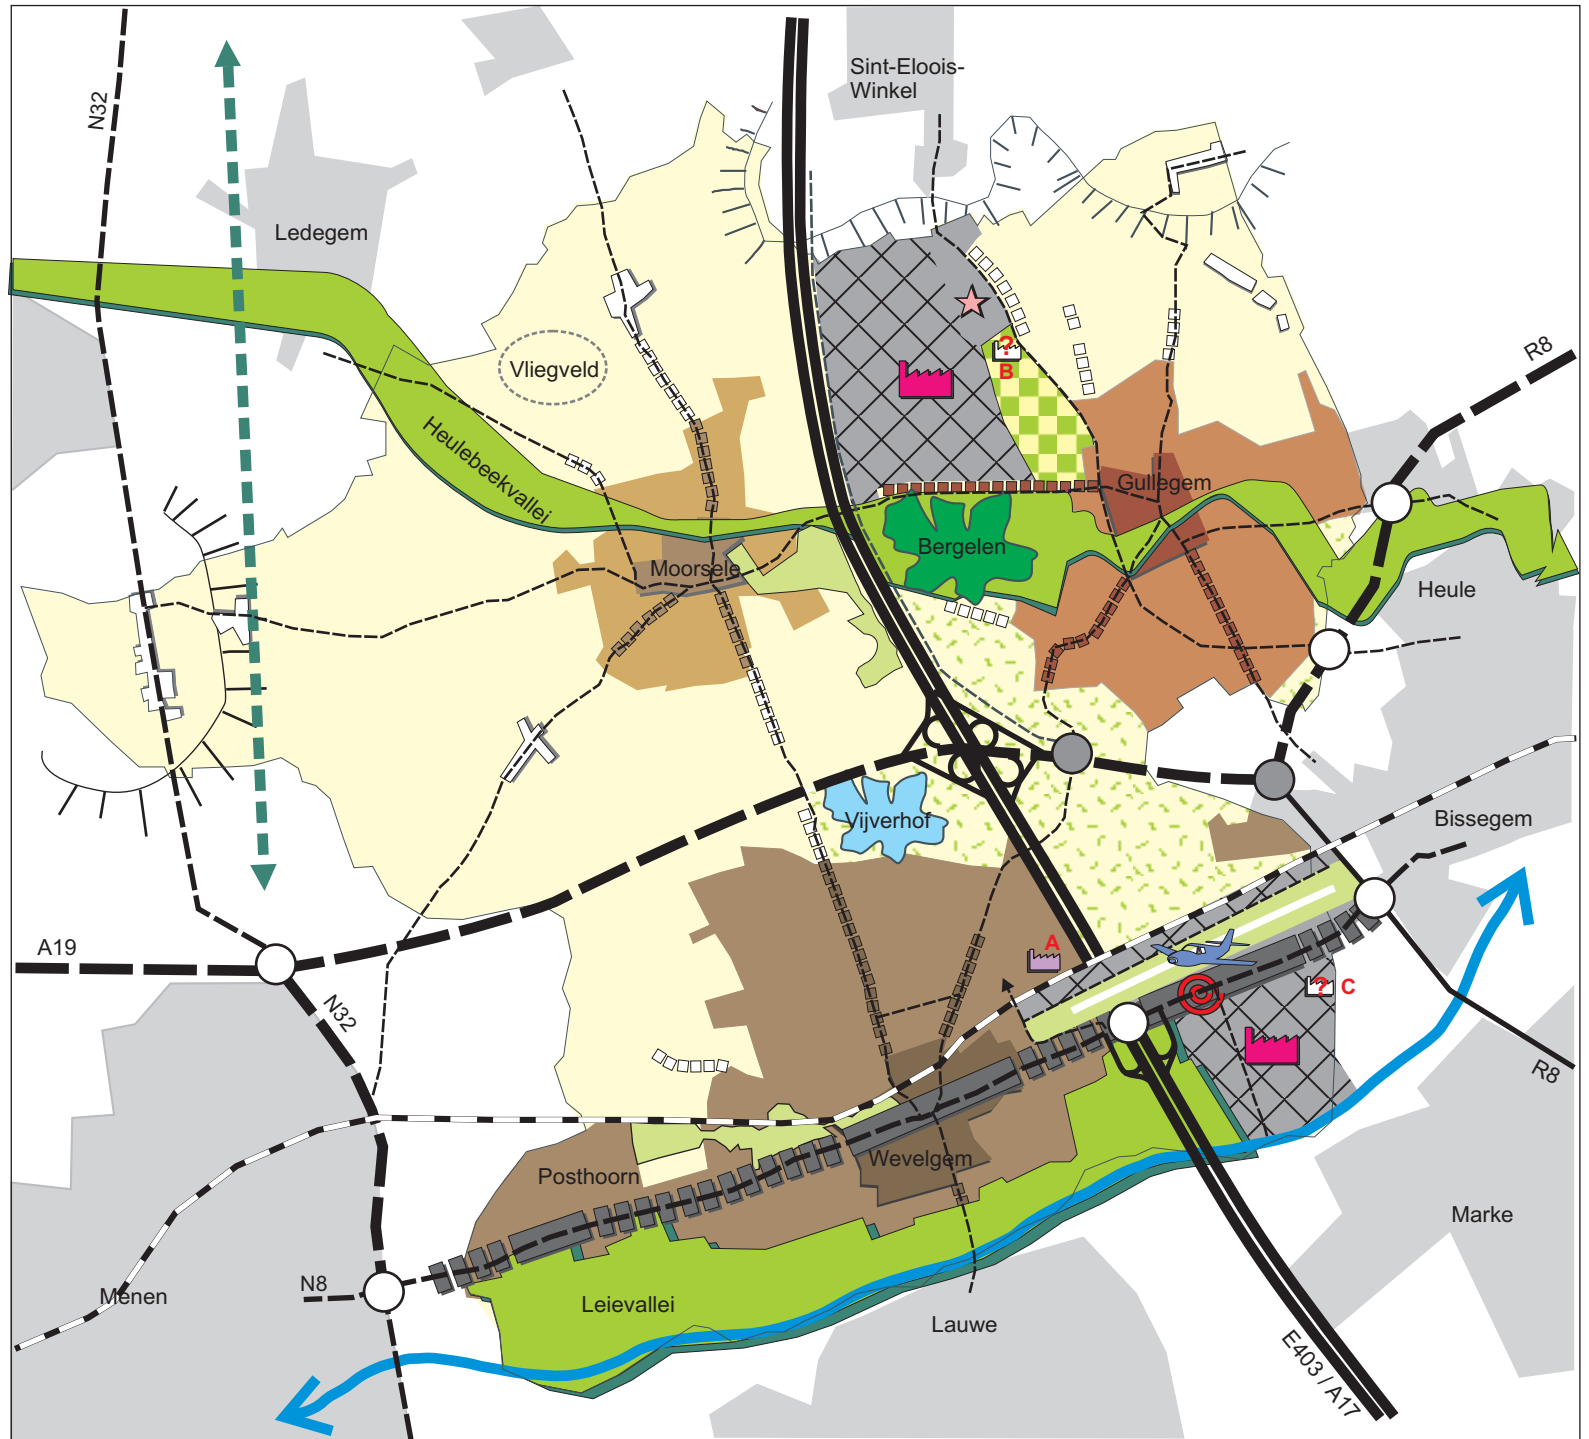 Sint-Eloois-
Winkel
N32
Ledegem
R8
?
Vliegveld
B
Heulebeekvallei
Gullegem
Bergelen
Moorsele
Heule
Vijverhof
Bissegem
A19
A
N32
? C
R8
Wevelgem
Posthoorn
Marke
N8
Menen
Leievallei
Lauwe
E403 / A17